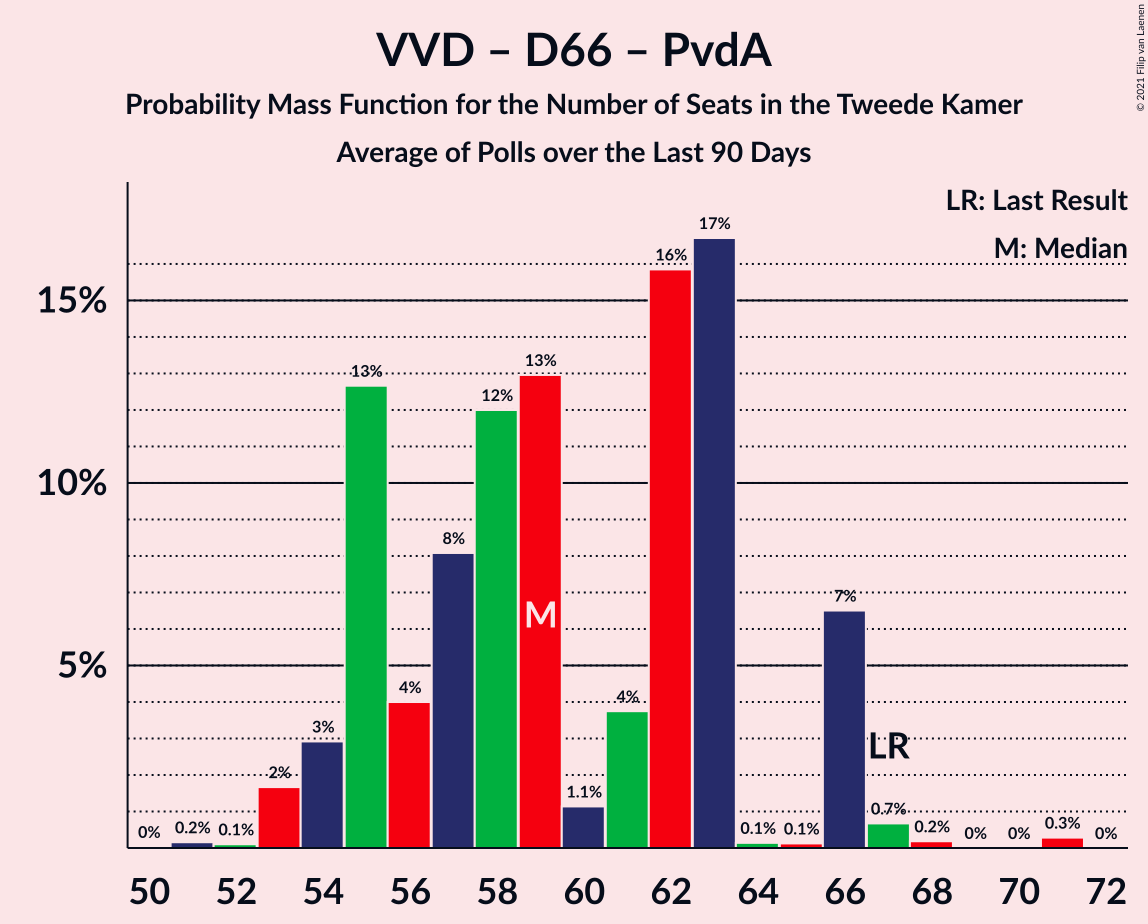 VVD – D66 – PvdA
Probability Mass Function for the Number of Seats in the Tweede Kamer
Average of Polls over the Last 90 Days
© 2021 Filip van Laenen
LR: Last Result
M: Median
15%
10%
5%
0%
0.2%
0.1%
2%
3%
13%
4%
8%
12%
13%
1.1%
4%
16%
17%
0.1%
0.1%
7%
0.7%
0.2%
0%
0%
0.3%
0%
M
LR
50 52 54 56 58 60 62 64 66 68 70 72